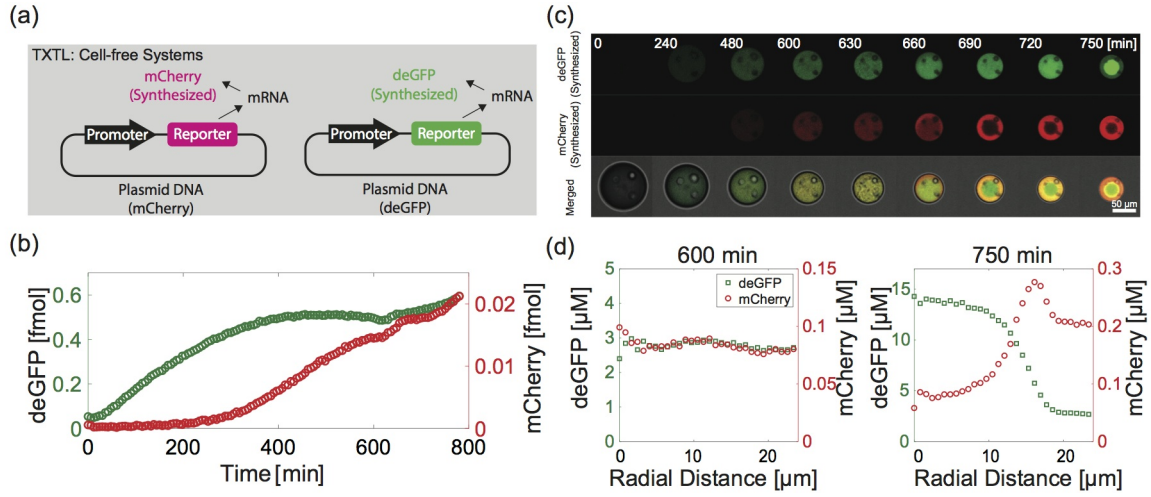 (a)
TXTL: Cell-free Systems
mCherry
(Synthesized)
mRNA
Promoter
Reporter
Plasmid DNA
(mCherry)
deGFP
(Synthesized)
mRNA
Promoter
Reporter
Plasmid DNA
(deGFP)
(b)
deGFP [fmol]
0.6
0.4
0.2
0
0.02
0.01
0
mCherry [fmol]
0 200 400 600 800
Time [min]
(c)
0 240 480 600 630 660 690 720 750 [min]
deGFP
(Synthesized)
mCherry
(Synthesized)
Merged
50 µm
(d)
600 min
deGFP [µM]
5
4
3
2
1
0
deGFP
mCherry
0.15
0.1
0.05
0
mCherry [µM]
0 10 20
Radial Distance [µm]
750 min
deGFP [µM]
15
10
5
0
0.3
0.2
0.1
0
mCherry [µM]
0 10 20
Radial Distance [µm]